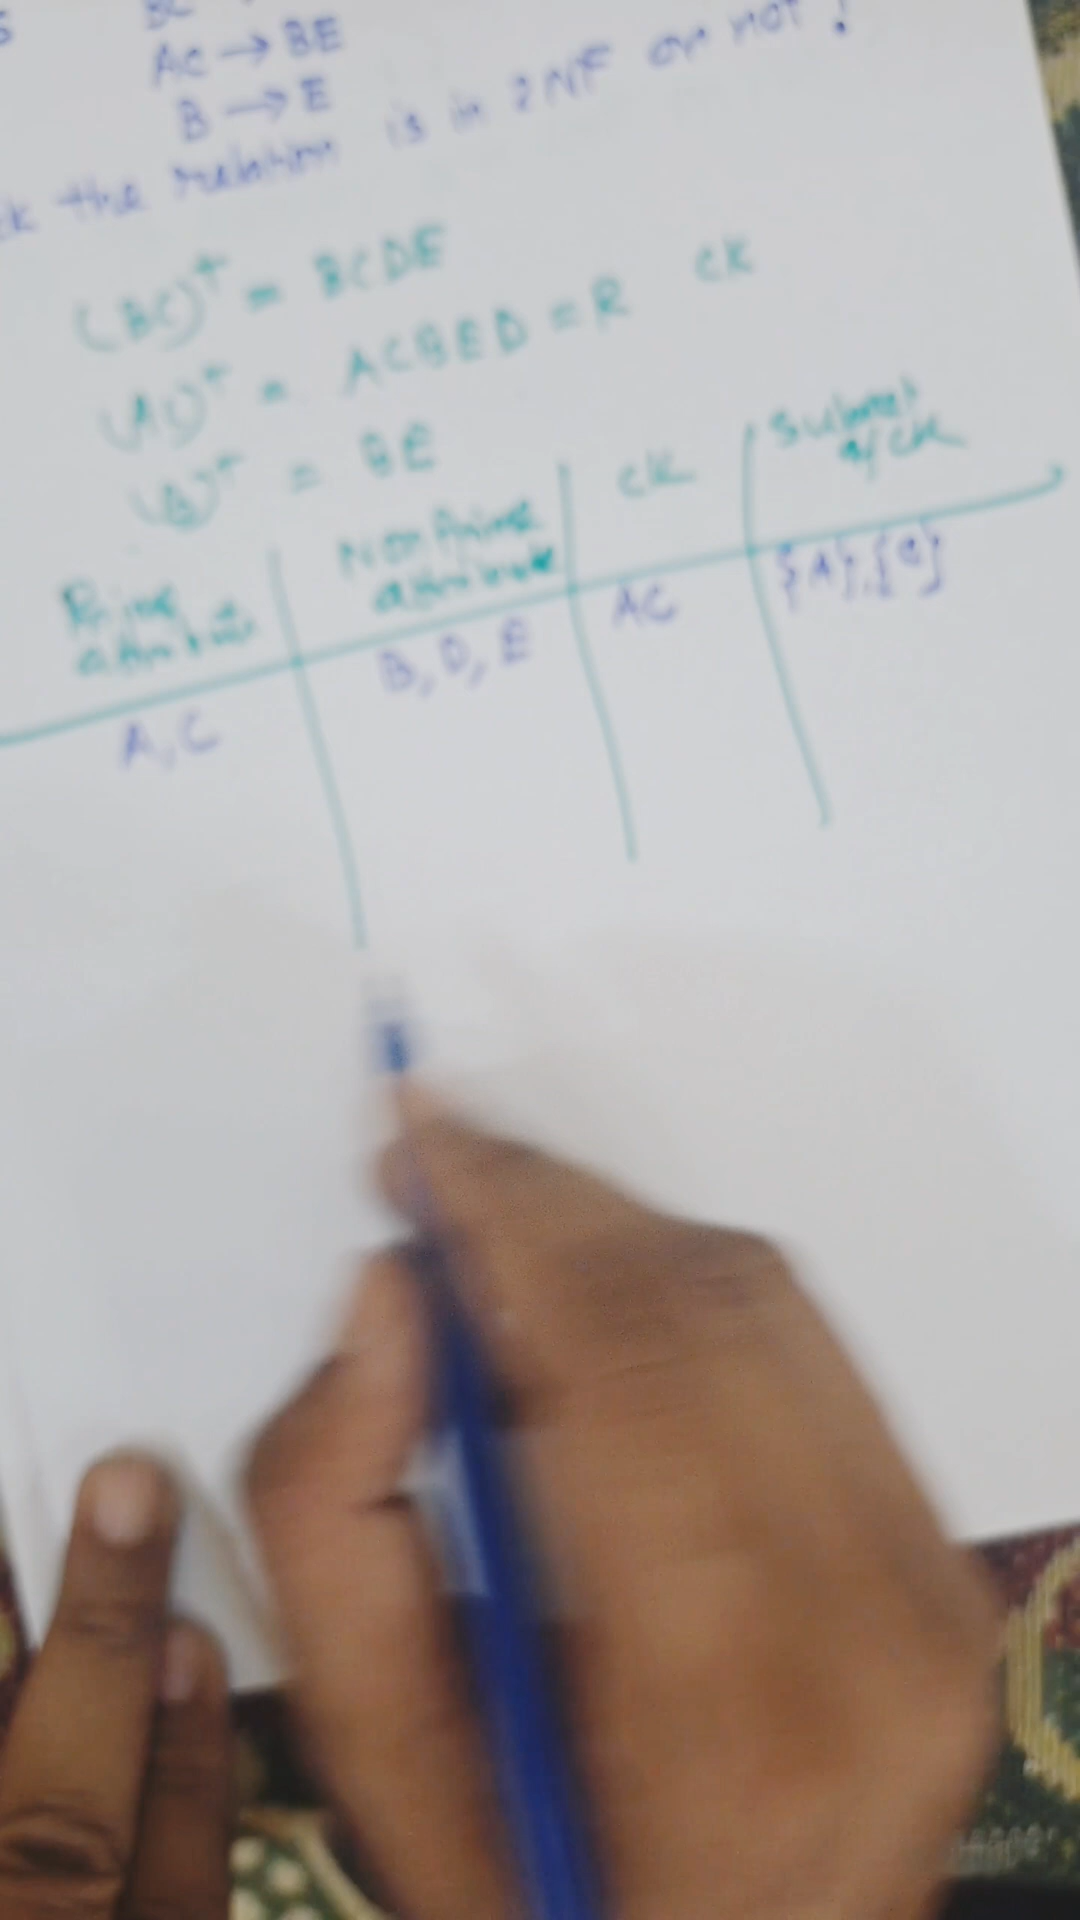 BC
AC → BE
B → E
the relation is in 2NF or not!
(BC)⁺ = BCDE
(AC)⁺ = ACBED = R CK
(B)⁺ = BE
Prime attribute | Non Prime attribute | CK | Subset of CK
A, C | B, D, E | AC | {A}, {C}